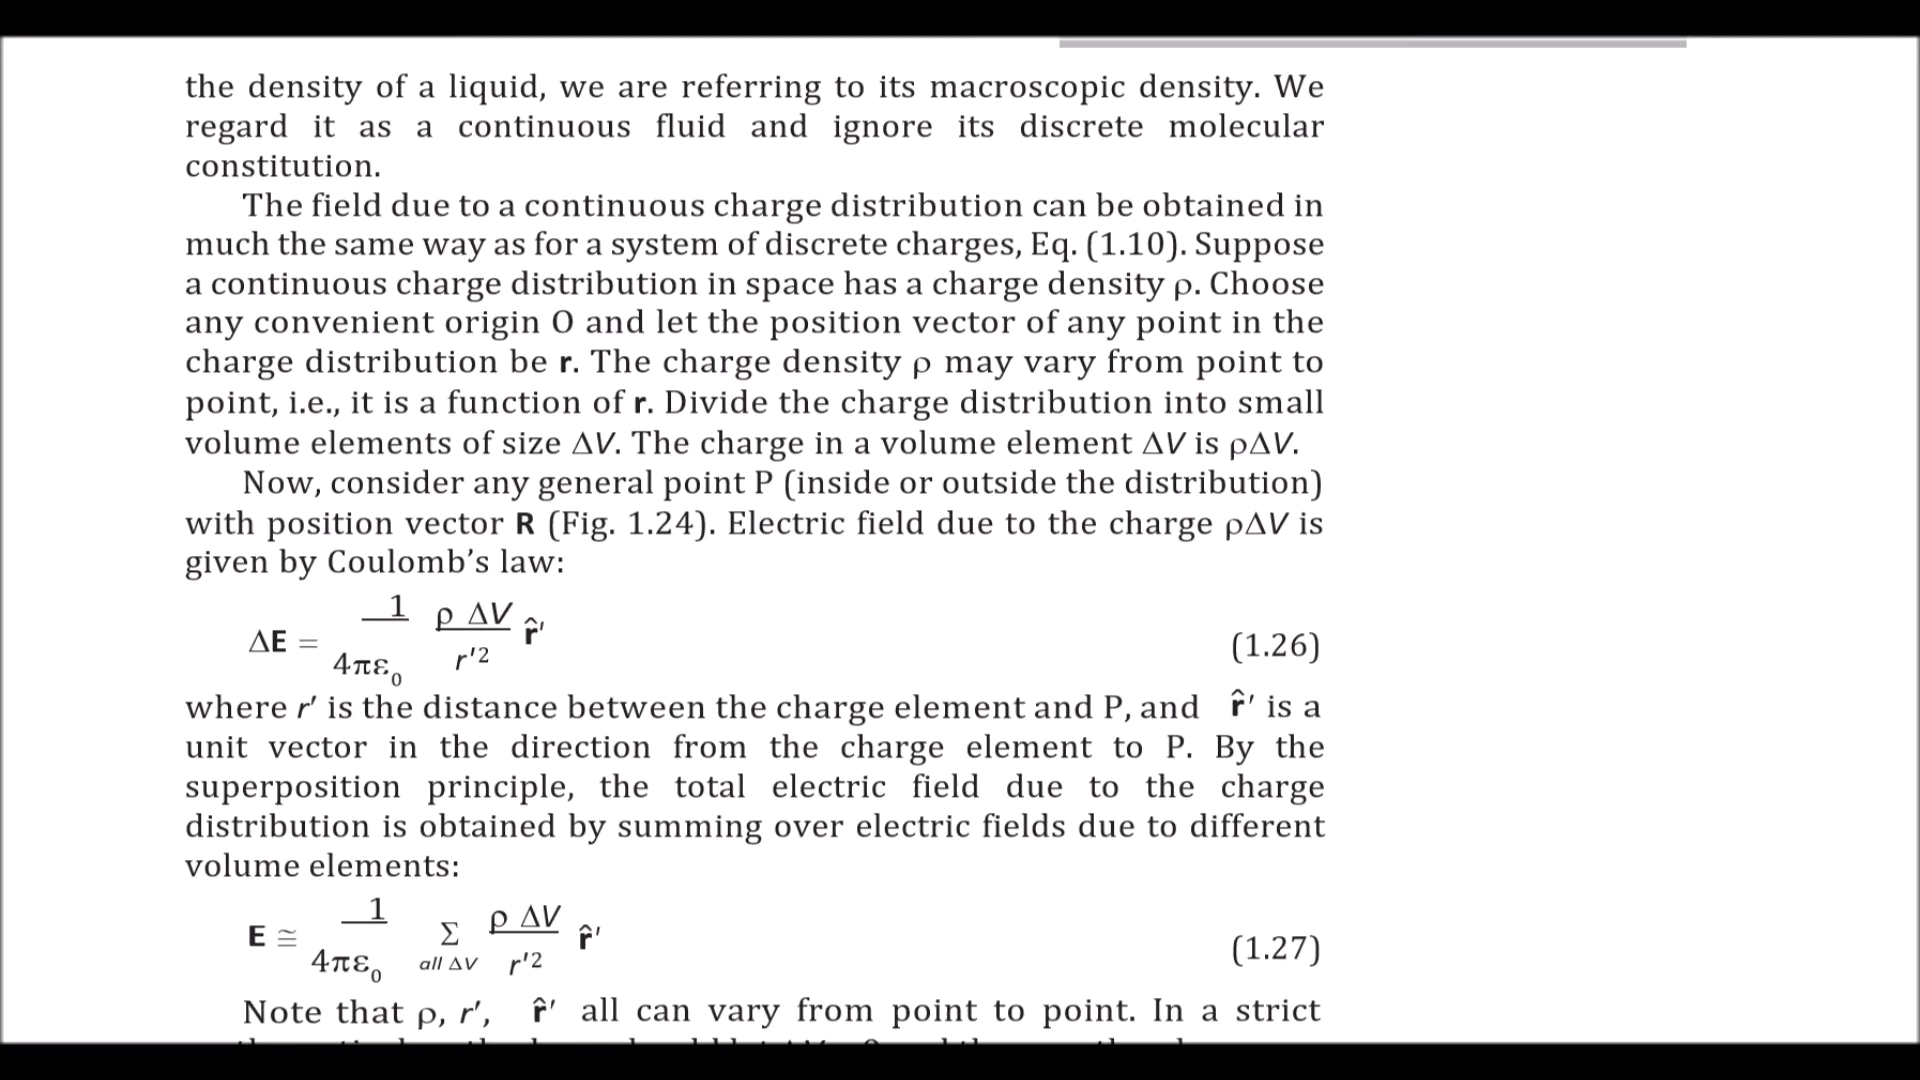 the density of a liquid, we are referring to its macroscopic density. We
regard it as a continuous fluid and ignore its discrete molecular
constitution.
The field due to a continuous charge distribution can be obtained in
much the same way as for a system of discrete charges, Eq. (1.10). Suppose
a continuous charge distribution in space has a charge density ρ. Choose
any convenient origin O and let the position vector of any point in the
charge distribution be r. The charge density ρ may vary from point to
point, i.e., it is a function of r. Divide the charge distribution into small
volume elements of size ΔV. The charge in a volume element ΔV is ρΔV.
Now, consider any general point P (inside or outside the distribution)
with position vector R (Fig. 1.24). Electric field due to the charge ρΔV is
given by Coulomb's law:
ΔE = 1/4πε₀ ρ ΔV/r'² r̂' (1.26)
where r' is the distance between the charge element and P, and r̂' is a
unit vector in the direction from the charge element to P. By the
superposition principle, the total electric field due to the charge
distribution is obtained by summing over electric fields due to different
volume elements:
E ≅ 1/4πε₀ Σ all ΔV ρ ΔV/r'² r̂' (1.27)
Note that ρ, r', r̂' all can vary from point to point. In a strict